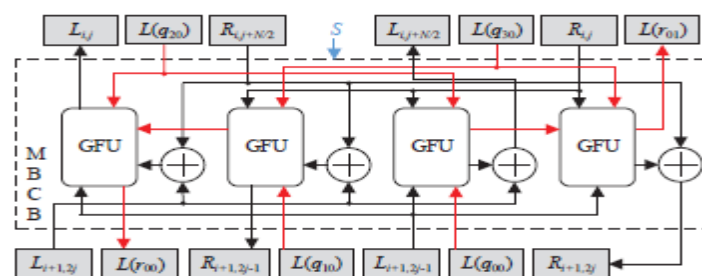 L_{i,j} L(q_{20}) R_{i,j+N/2} S L_{i,j+N/2} L(q_{30}) R_{i,j} L(r_{01})
GFU GFU GFU GFU
M
B
C
B
L_{i+1,2j} L(r_{00}) R_{i+1,2j-1} L(q_{10}) L_{i+1,2j-1} L(q_{00}) R_{i+1,2j}